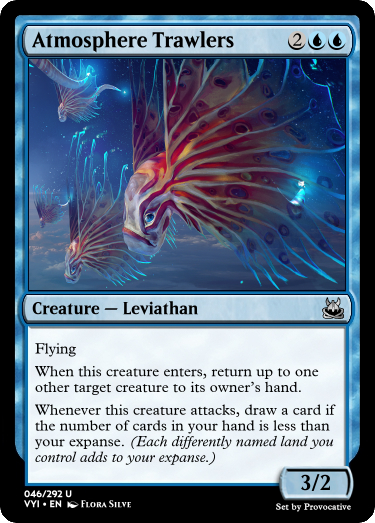 Atmosphere Trawlers 2
Creature — Leviathan
Flying
When this creature enters, return up to one
other target creature to its owner's hand.
Whenever this creature attacks, draw a card if
the number of cards in your hand is less than
your expanse. (Each differently named land you
control adds to your expanse.)
3/2
046/292 U
VYI • EN Flora Silve
Set by Provocative